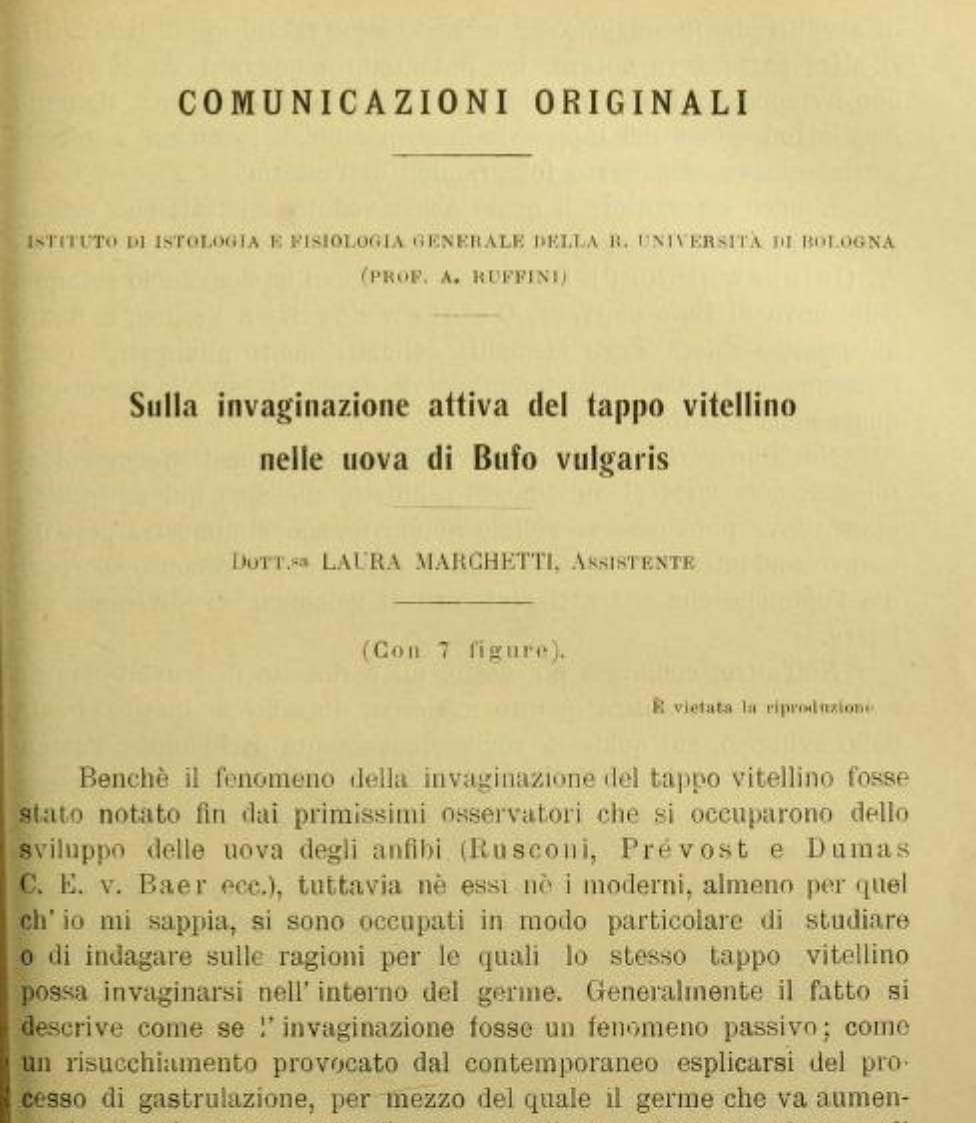 COMUNICAZIONI ORIGINALI
ISTITUTO DI ISTOLOGIA E FISIOLOGIA GENERALE DELLA R. UNIVERSITÀ DI BOLOGNA
(PROF. A. RUFFINI)
Sulla invaginazione attiva del tappo vitellino
nelle uova di Bufo vulgaris
DOTT.sa LAURA MARCHETTI, ASSISTENTE
(Con 7 figure).
È vietata la riproduzione
Benchè il fenomeno della invaginazione del tappo vitellino fosse
stato notato fin dai primissimi osservatori che si occuparono dello
sviluppo delle uova degli anfibi (Rusconi, Prévost e Dumas
C. E. v. Baer ecc.), tuttavia nè essi nè i moderni, almeno per quel
ch' io mi sappia, si sono occupati in modo particolare di studiare
o di indagare sulle ragioni per le quali lo stesso tappo vitellino
possa invaginarsi nell' interno del germe. Generalmente il fatto si
descrive come se l' invaginazione fosse un fenomeno passivo; come
un risucchiamento provocato dal contemporaneo esplicarsi del pro-
cesso di gastrulazione, per mezzo del quale il germe che va aumen-